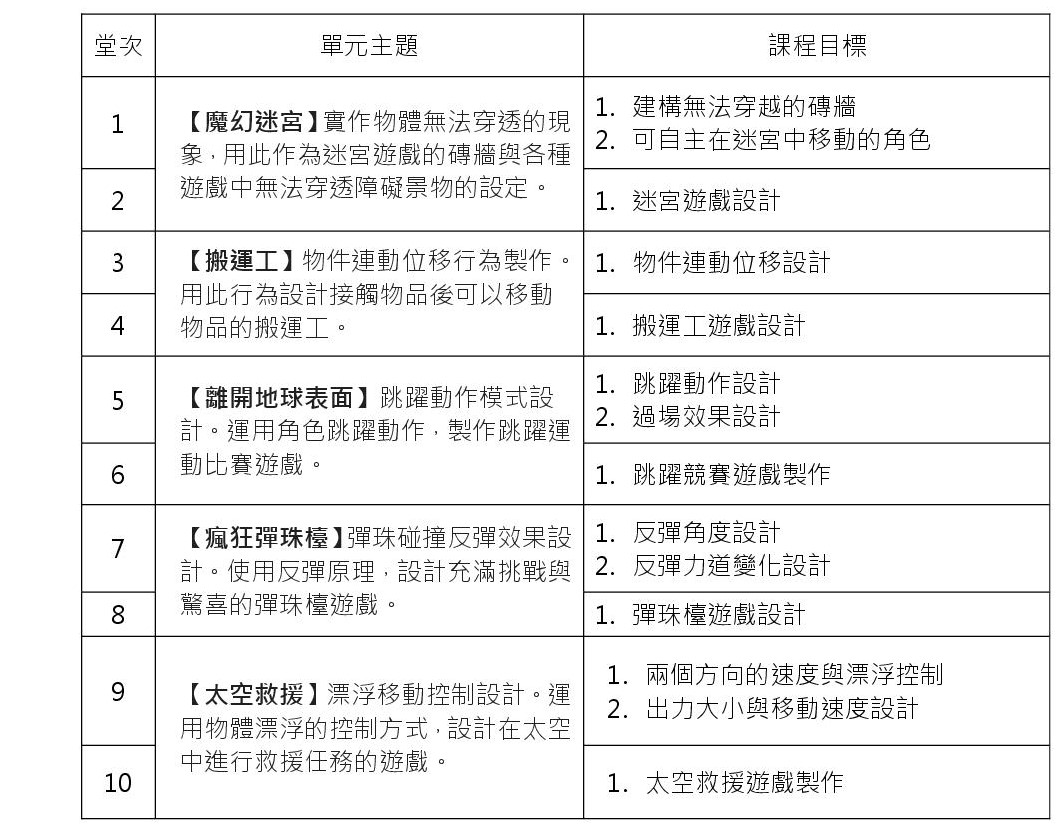 堂次 單元主題 課程目標
1
【魔幻迷宮】實作物體無法穿透的現
象，用此作為迷宮遊戲的磚牆與各種
遊戲中無法穿透障礙景物的設定。
1. 建構無法穿越的磚牆
2. 可自主在迷宮中移動的角色
2
1. 迷宮遊戲設計
3
【搬運工】物件連動位移行為製作。
用此行為設計接觸物品後可以移動
物品的搬運工。
1. 物件連動位移設計
4
1. 搬運工遊戲設計
5
【離開地球表面】跳躍動作模式設
計。運用角色跳躍動作，製作跳躍運
動比賽遊戲。
1. 跳躍動作設計
2. 過場效果設計
6
1. 跳躍競賽遊戲製作
7
【瘋狂彈珠檯】彈珠碰撞反彈效果設
計。使用反彈原理，設計充滿挑戰與
驚喜的彈珠檯遊戲。
1. 反彈角度設計
2. 反彈力道變化設計
8
1. 彈珠檯遊戲設計
9
【太空救援】漂浮移動控制設計。運
用物體漂浮的控制方式，設計在太空
中進行救援任務的遊戲。
1. 兩個方向的速度與漂浮控制
2. 出力大小與移動速度設計
10
1. 太空救援遊戲製作